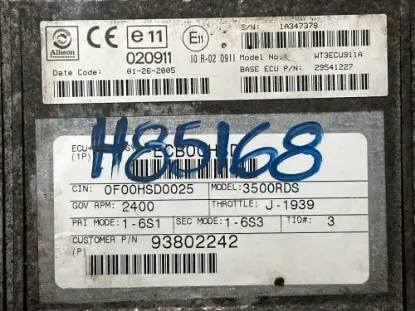 Allison
Transmission
CE
e11
020911
E11
10 R-02 0911
S/N: 1A347378
Model No.: WT3ECU911A
Date Code: 01-26-2005
BASE ECU P/N: 29541227
H85168
(1P)
CIN: 0F00HSD0025 MODEL: 3500RDS
GOV RPM: 2400 THROTTLE: J-1939
PRI MODE: 1-6S1 SEC MODE: 1-6S3 TID#: 3
CUSTOMER P/N 93802242
(P)